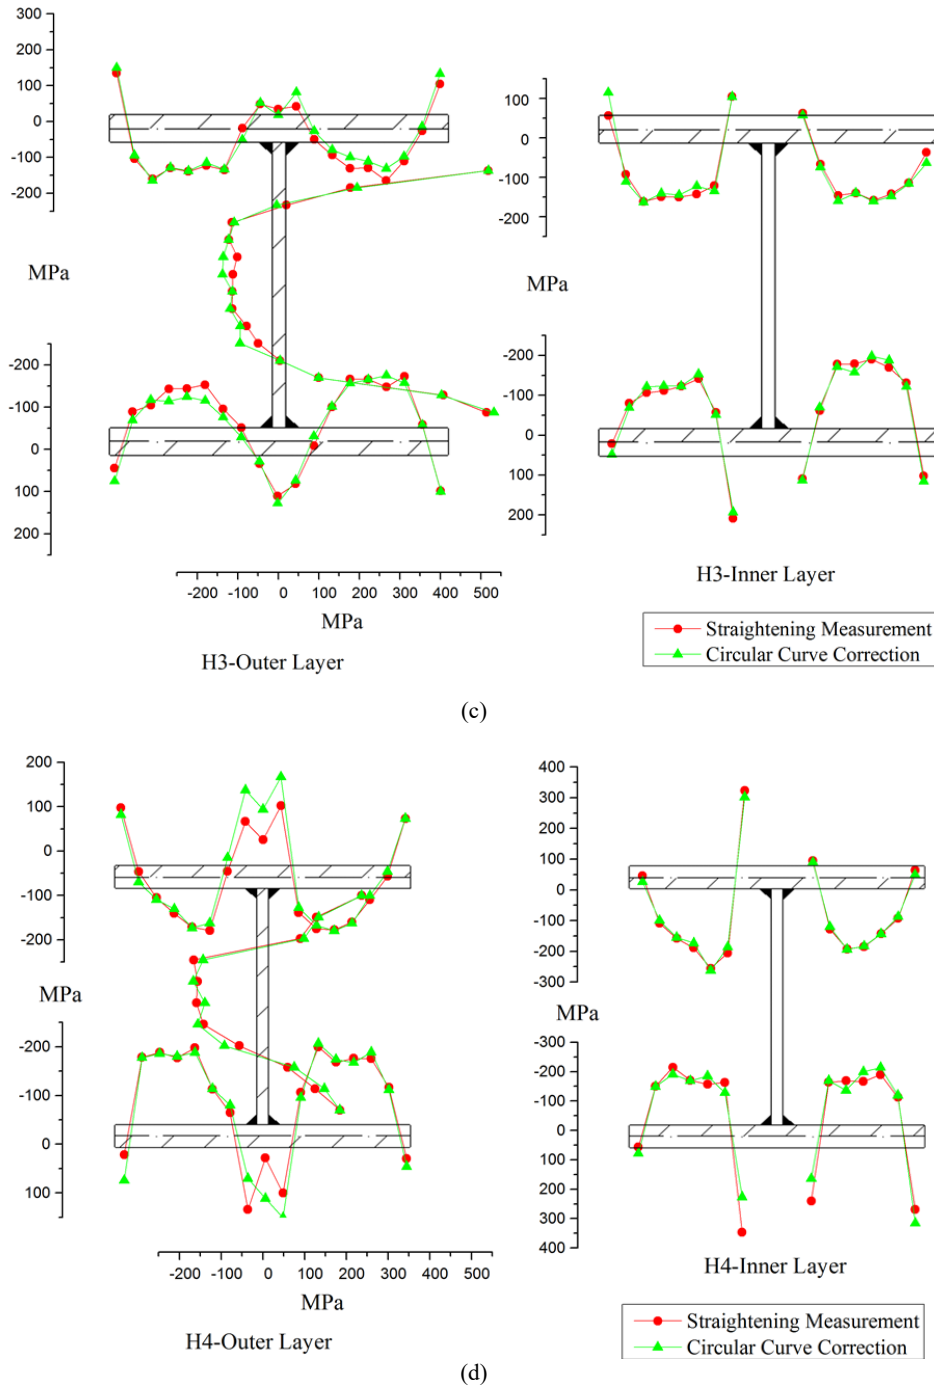 300
200
100
0
-100
-200
MPa
-200
-100
0
100
200
-200 -100 0 100 200 300 400 500
MPa
H3-Outer Layer
100
0
-100
-200
MPa
-200
-100
0
100
200
H3-Inner Layer
Straightening Measurement
Circular Curve Correction
(c)
200
100
0
-100
-200
MPa
-200
-100
0
100
-200 -100 0 100 200 300 400 500
MPa
H4-Outer Layer
400
300
200
100
0
-100
-200
-300
MPa
-300
-200
-100
0
100
200
300
400
H4-Inner Layer
Straightening Measurement
Circular Curve Correction
(d)